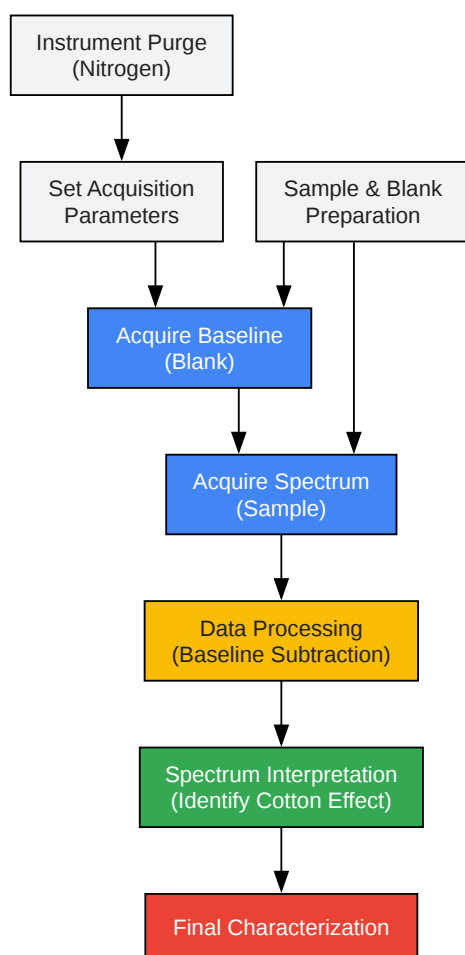 Instrument Purge
(Nitrogen)
Set Acquisition
Parameters
Sample & Blank
Preparation
Acquire Baseline
(Blank)
Acquire Spectrum
(Sample)
Data Processing
(Baseline Subtraction)
Spectrum Interpretation
(Identify Cotton Effect)
Final Characterization